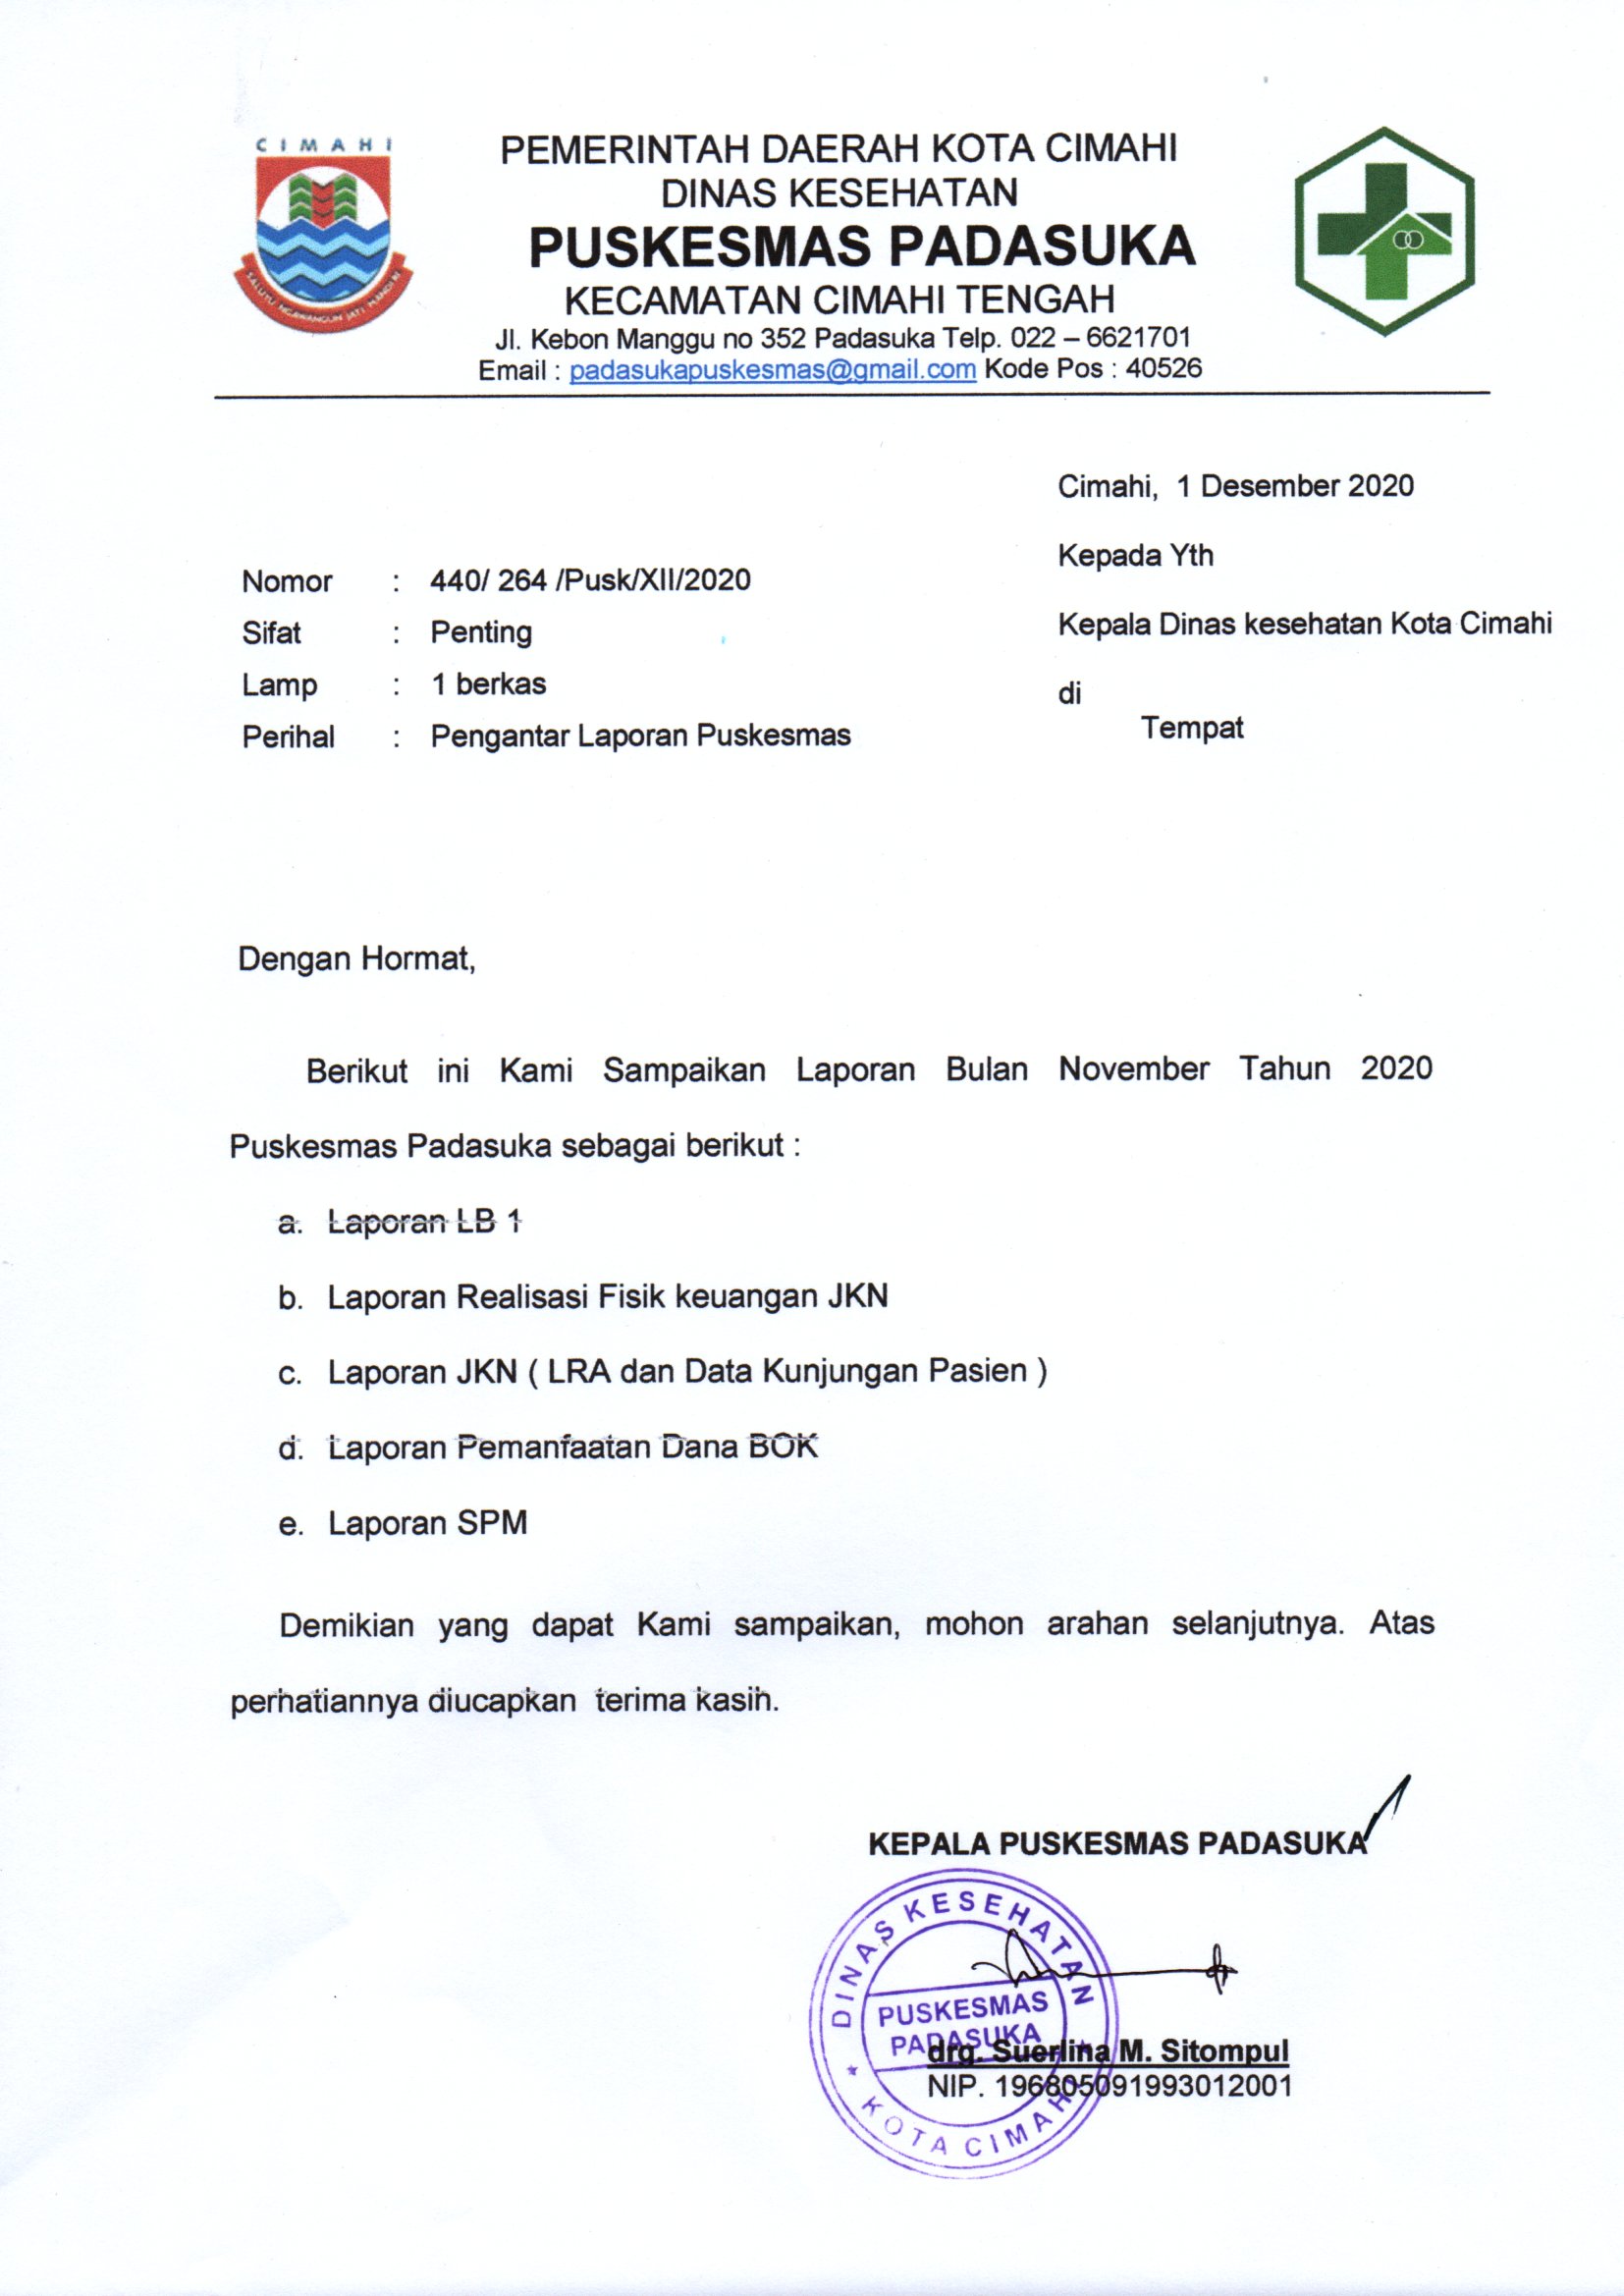 CIMAHI
SALUYU NGAWANGUN JATI MANDIRI
PEMERINTAH DAERAH KOTA CIMAHI
DINAS KESEHATAN
PUSKESMAS PADASUKA
KECAMATAN CIMAHI TENGAH
Jl. Kebon Manggu no 352 Padasuka Telp. 022 – 6621701
Email : padasukapuskesmas@gmail.com Kode Pos : 40526
Cimahi, 1 Desember 2020
Kepada Yth
Kepala Dinas kesehatan Kota Cimahi
di
Tempat
Nomor : 440/ 264 /Pusk/XII/2020
Sifat : Penting
Lamp : 1 berkas
Perihal : Pengantar Laporan Puskesmas
Dengan Hormat,
Berikut ini Kami Sampaikan Laporan Bulan November Tahun 2020
Puskesmas Padasuka sebagai berikut :
a. Laporan LB 1
b. Laporan Realisasi Fisik keuangan JKN
c. Laporan JKN ( LRA dan Data Kunjungan Pasien )
d. Laporan Pemanfaatan Dana BOK
e. Laporan SPM
Demikian yang dapat Kami sampaikan, mohon arahan selanjutnya. Atas
perhatiannya diucapkan terima kasih.
KEPALA PUSKESMAS PADASUKA
DINAS KESEHATAN
PUSKESMAS
PADASUKA
KOTA CIMAHI
drg. Suerlina M. Sitompul
NIP. 196805091993012001